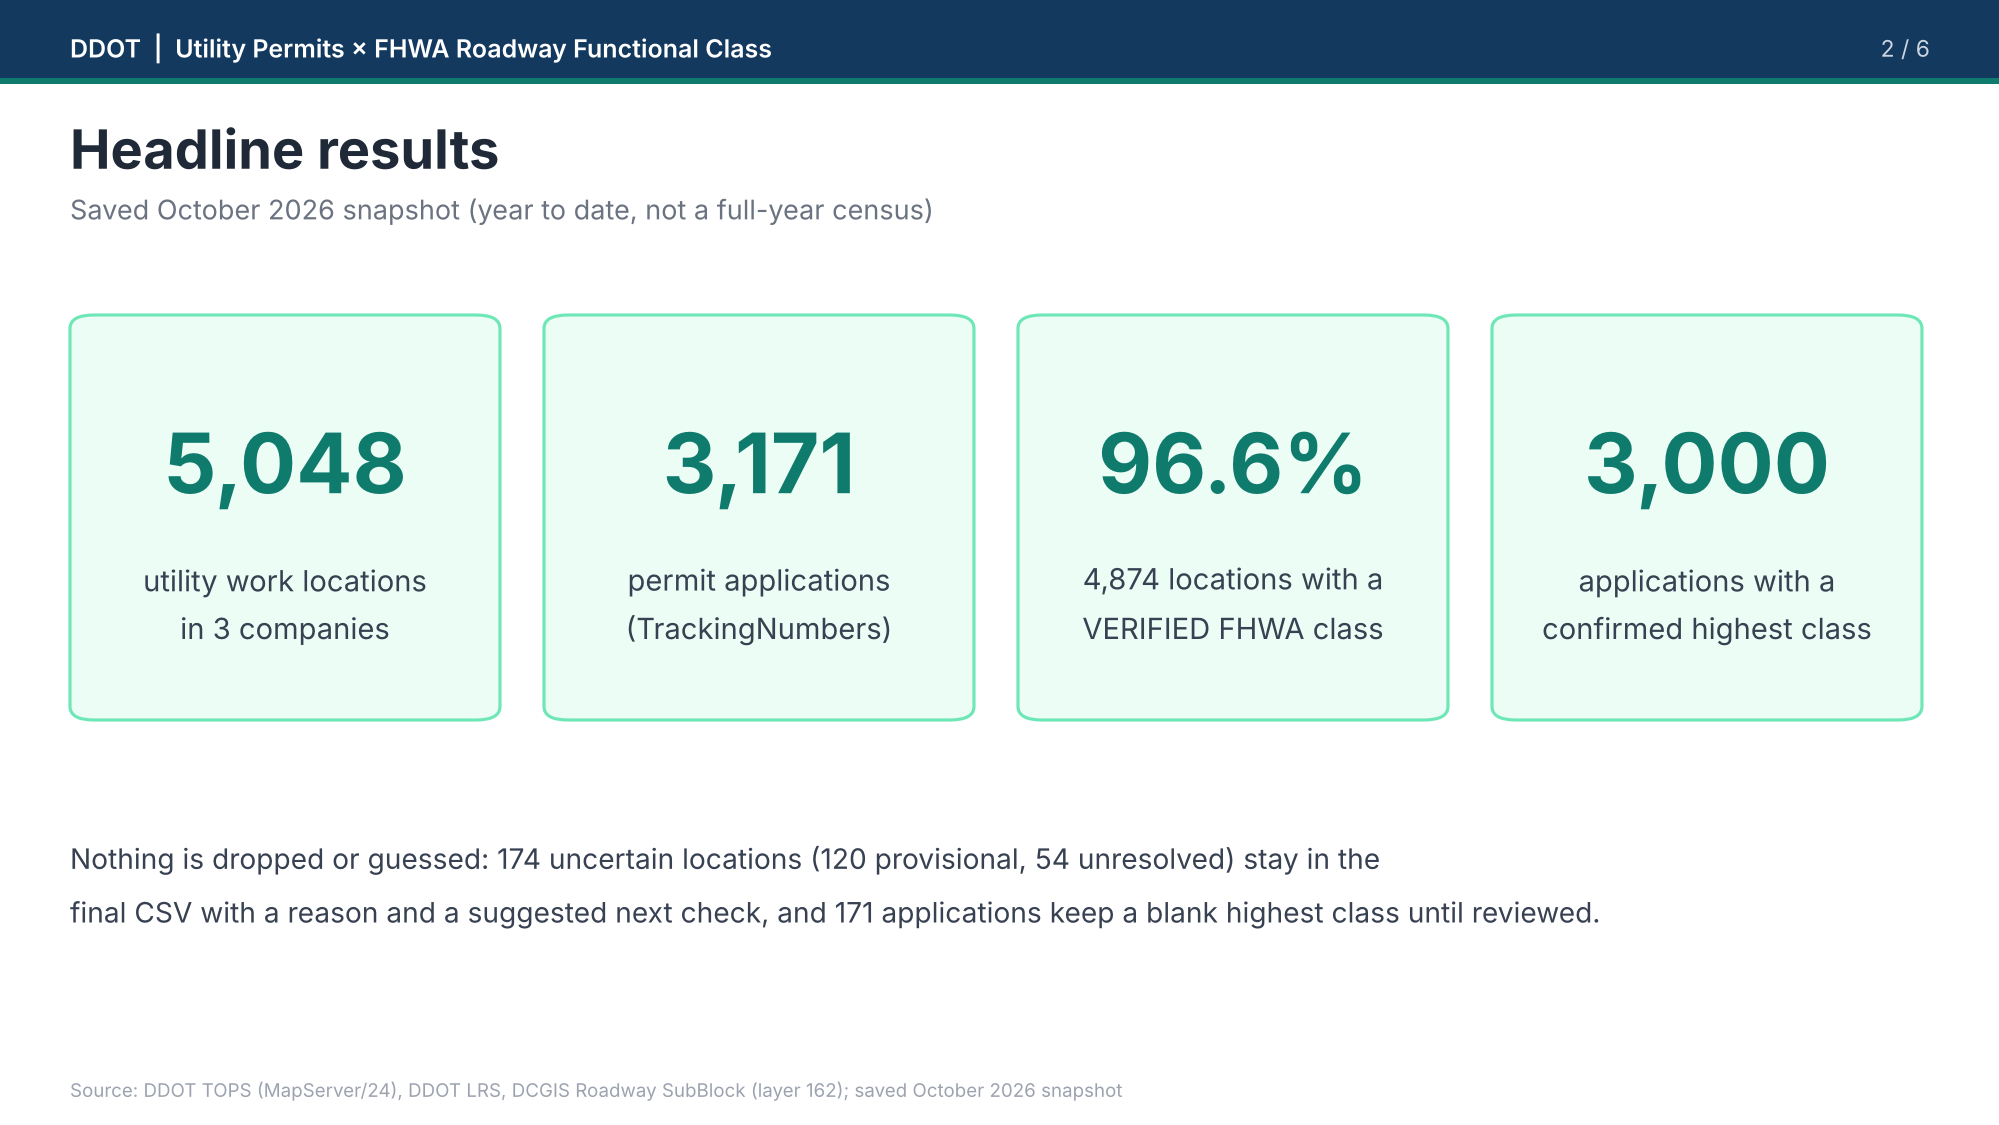 DDOT | Utility Permits × FHWA Roadway Functional Class
2 / 6
Headline results
Saved October 2026 snapshot (year to date, not a full-year census)
5,048
utility work locations
in 3 companies
3,171
permit applications
(TrackingNumbers)
96.6%
4,874 locations with a
VERIFIED FHWA class
3,000
applications with a
confirmed highest class
Nothing is dropped or guessed: 174 uncertain locations (120 provisional, 54 unresolved) stay in the
final CSV with a reason and a suggested next check, and 171 applications keep a blank highest class until reviewed.
Source: DDOT TOPS (MapServer/24), DDOT LRS, DCGIS Roadway SubBlock (layer 162); saved October 2026 snapshot